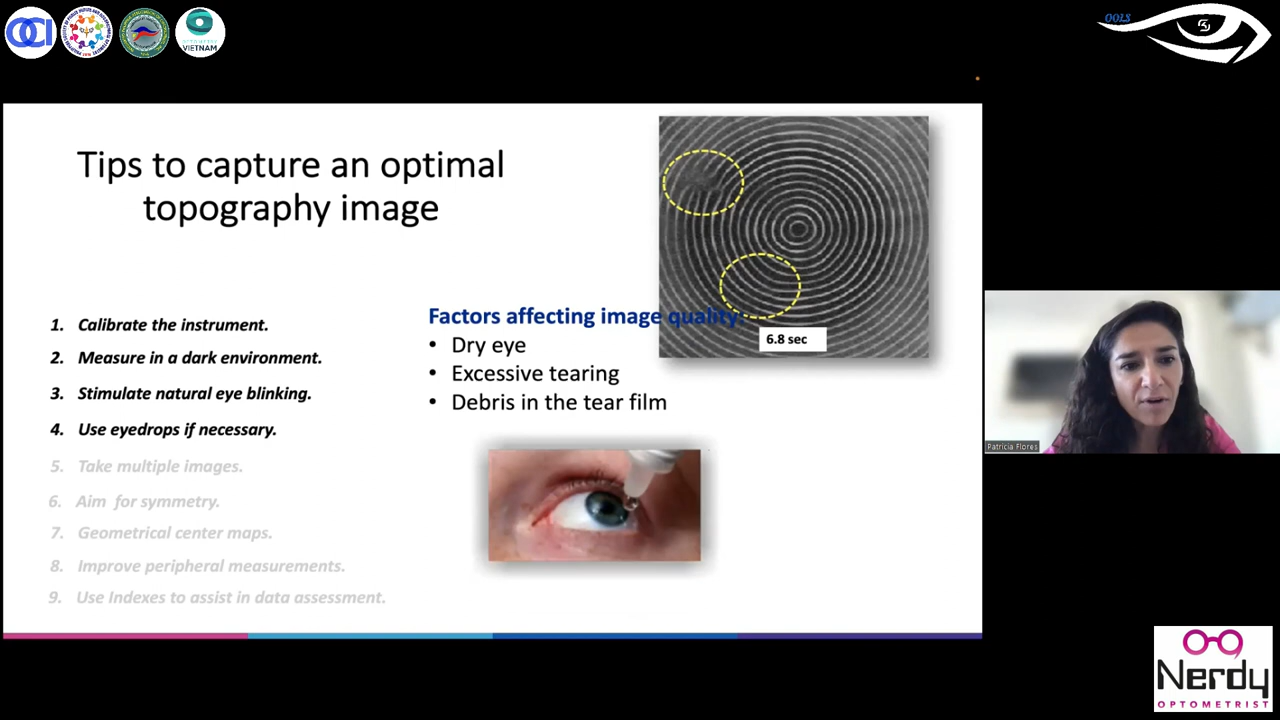 OCI
VIETNAM
OOLS
Tips to capture an optimal
topography image
1. Calibrate the instrument.
2. Measure in a dark environment.
3. Stimulate natural eye blinking.
4. Use eyedrops if necessary.
5. Take multiple images.
6. Aim for symmetry.
7. Geometrical center maps.
8. Improve peripheral measurements.
9. Use Indexes to assist in data assessment.
6.8 sec
Factors affecting image quality:
• Dry eye
• Excessive tearing
• Debris in the tear film
Patricia Flores
Nerdy
OPTOMETRIST